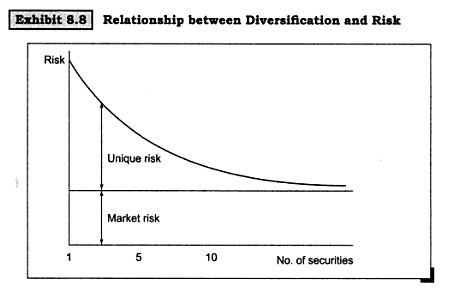 Exhibit 8.8 Relationship between Diversification and Risk
Risk
Unique risk
Market risk
1 5 10 No. of securities